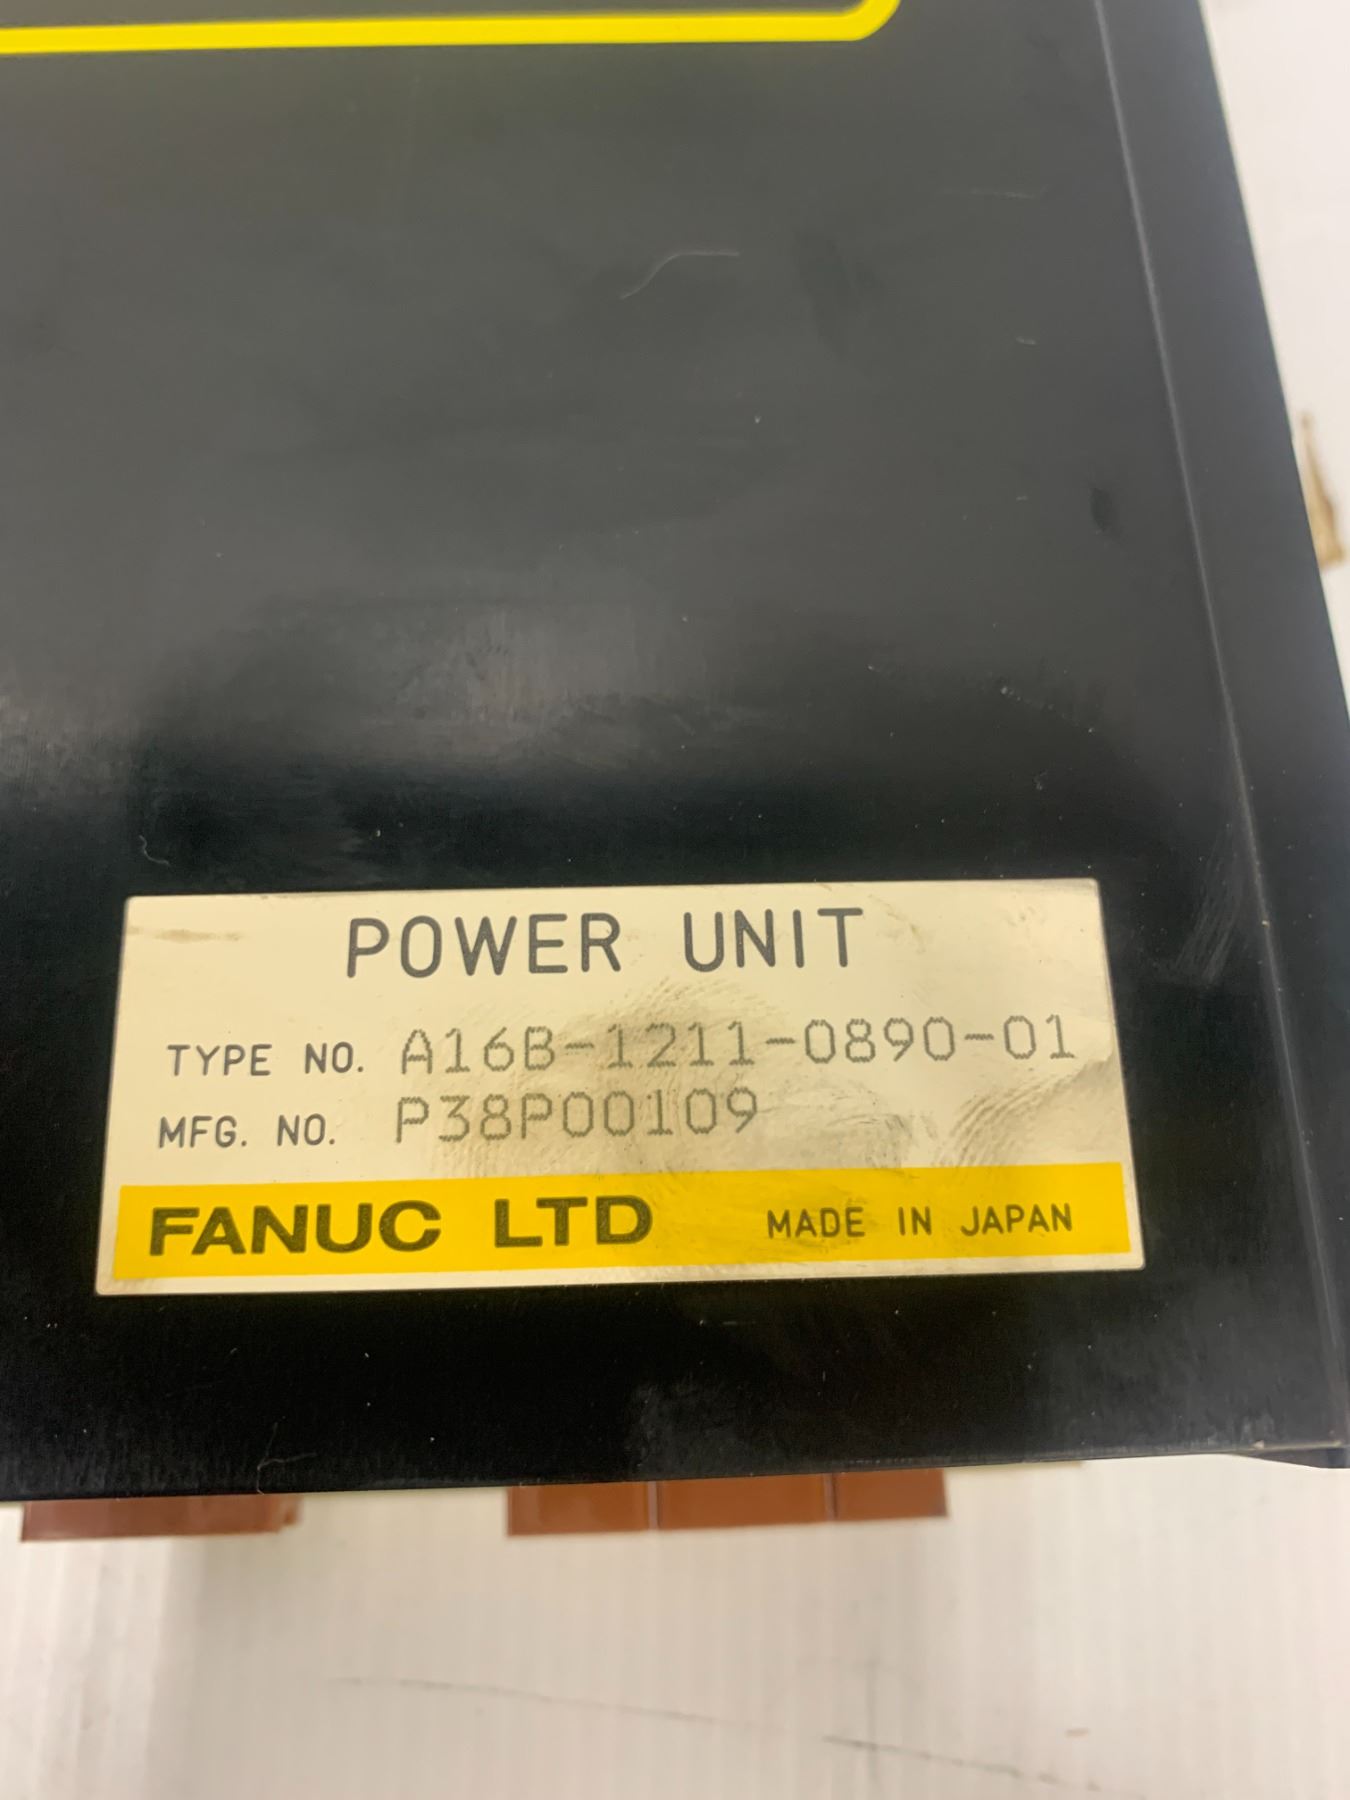 POWER UNIT
TYPE NO. A16B-1211-0890-01
MFG. NO. P38P00109
FANUC LTD MADE IN JAPAN